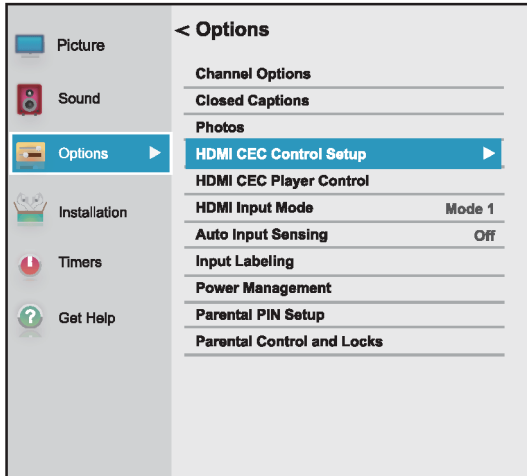 Picture
Sound
Options
Installation
Timers
Get Help
< Options
Channel Options
Closed Captions
Photos
HDMI CEC Control Setup
HDMI CEC Player Control
HDMI Input Mode Mode 1
Auto Input Sensing Off
Input Labeling
Power Management
Parental PIN Setup
Parental Control and Locks